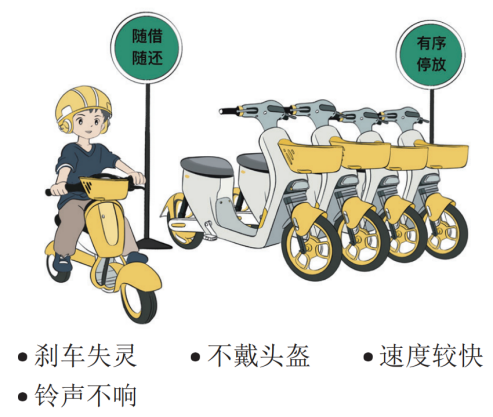 随借
随还
有序
停放
• 刹车失灵
• 不戴头盔
• 速度较快
• 铃声不响